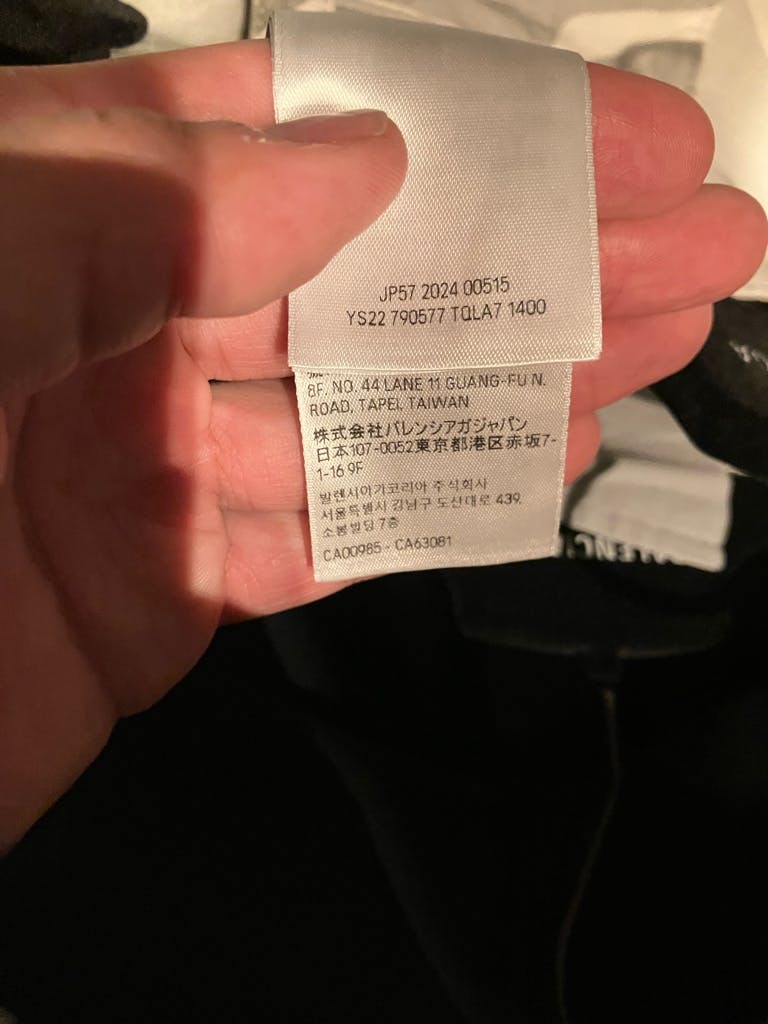 JP57 2024 00515
YS22 790577 TQLA7 1400
8F, NO. 44 LANE 11 GUANG-FU N.
ROAD, TAPEI, TAIWAN
株式会社バレンシアガジャパン
日本107-0052東京都港区赤坂7-
1-16 9F
발렌시아가코리아 주식회사
서울특별시 강남구 도산대로 439,
소봉빌딩 7층
CA00985 - CA63081